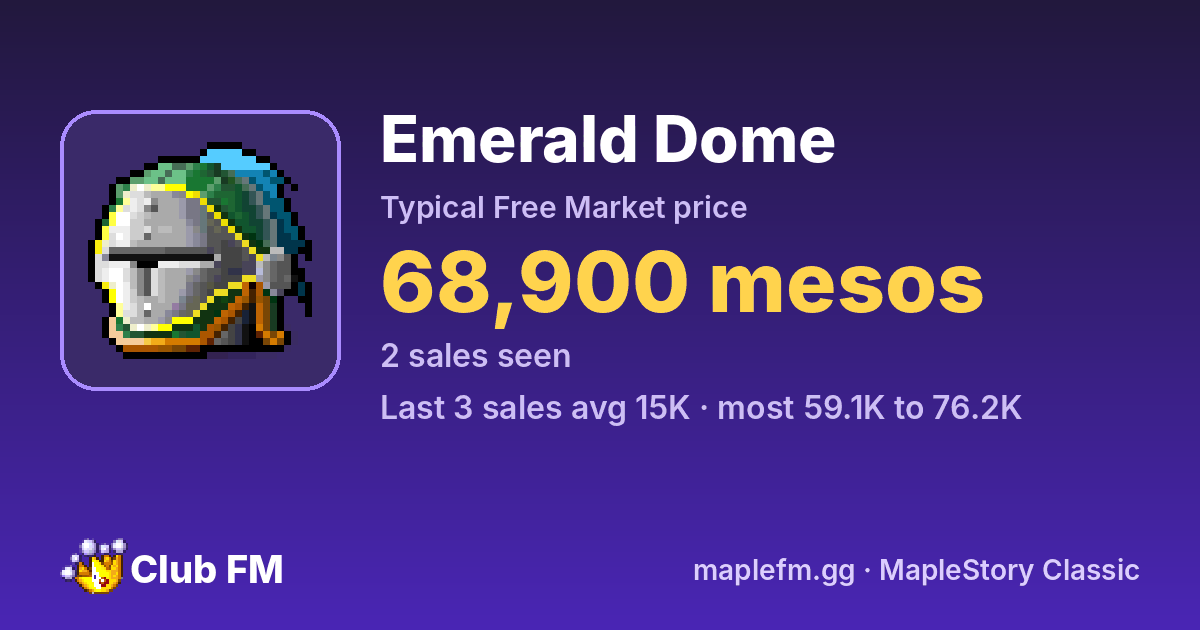 Emerald Dome
Typical Free Market price
68,900 mesos
2 sales seen
Last 3 sales avg 15K · most 59.1K to 76.2K
Club FM
maplefm.gg · MapleStory Classic